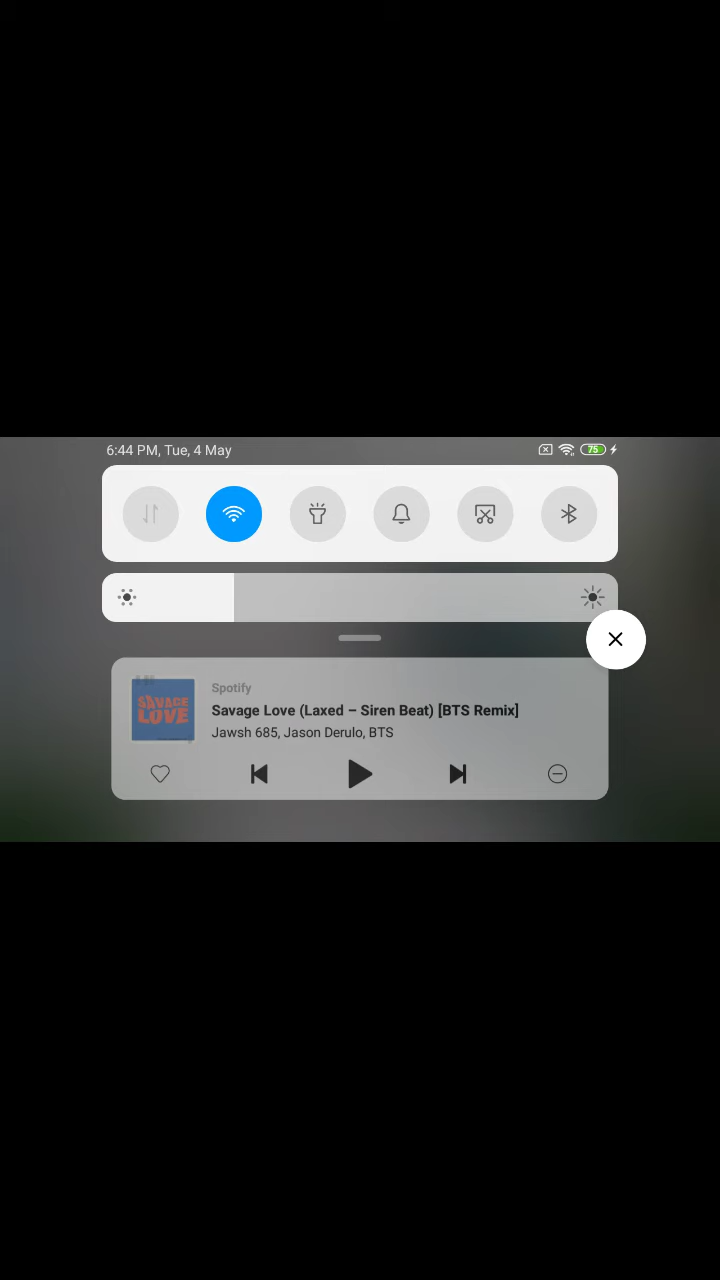 6:44 PM, Tue, 4 May
75
Spotify
Savage Love (Laxed – Siren Beat) [BTS Remix]
Jawsh 685, Jason Derulo, BTS
SAVAGE
LOVE